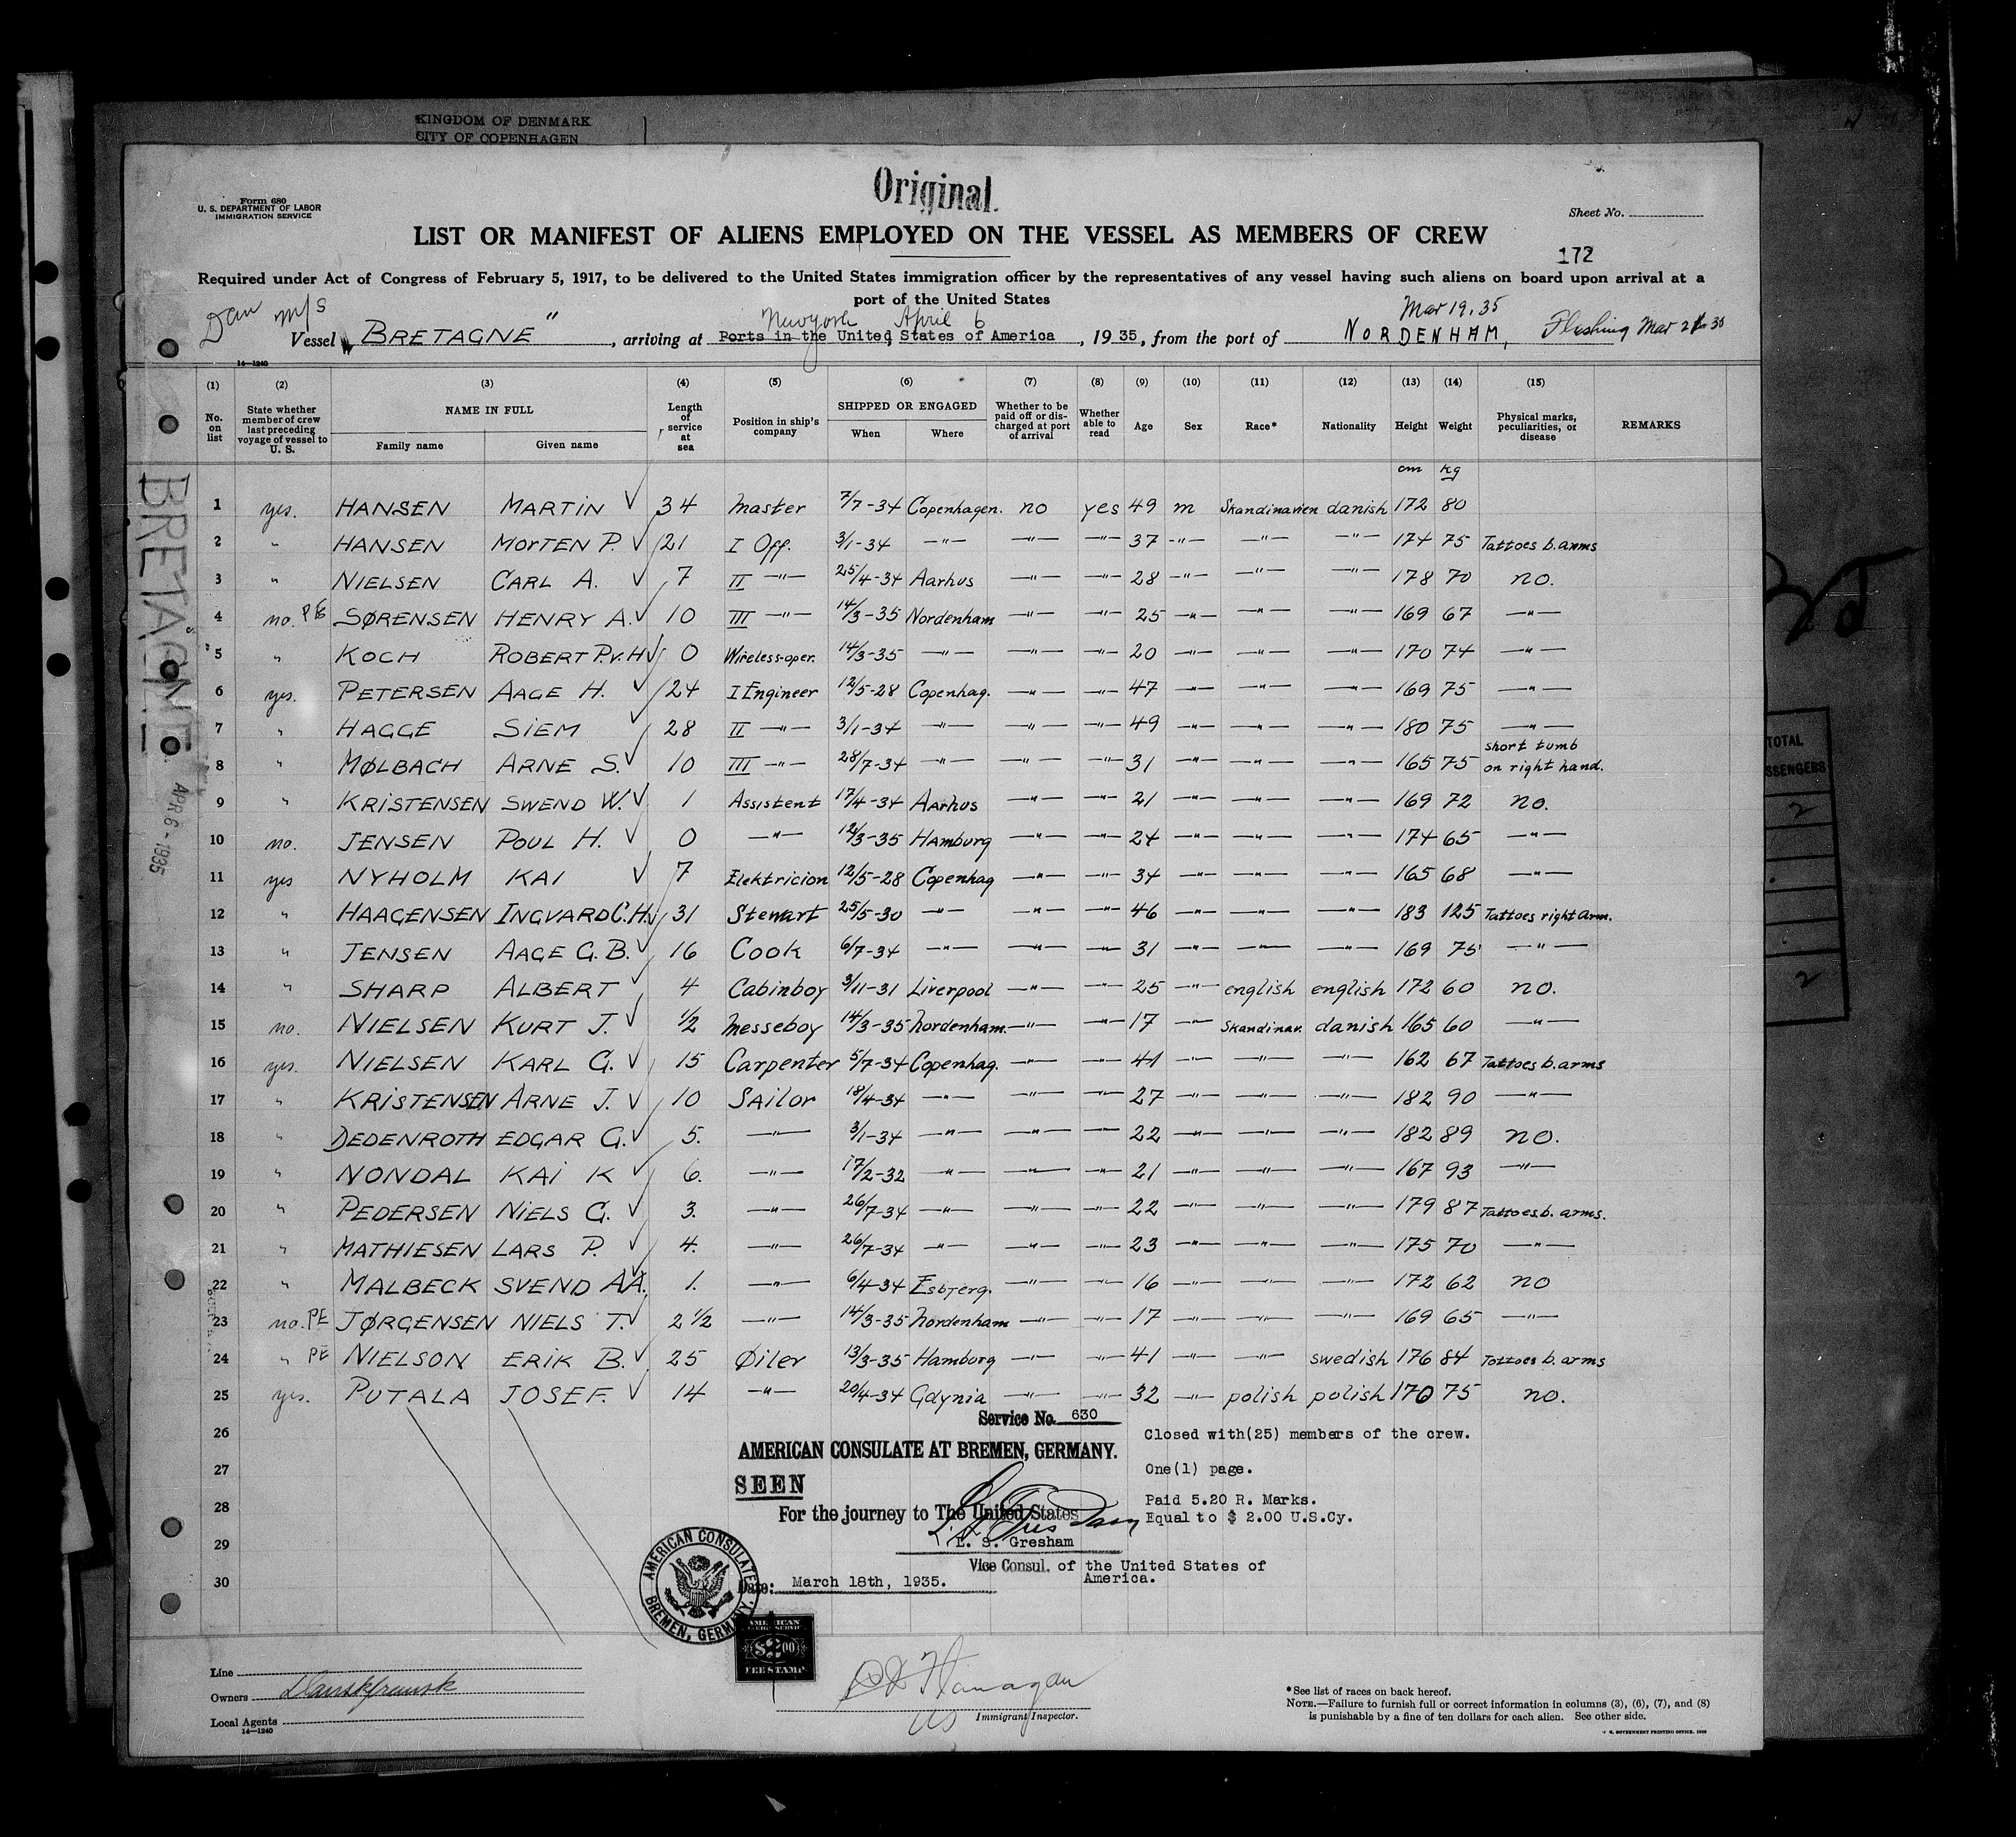 KINGDOM OF DENMARK
CITY OF COPENHAGEN
Original
Form 680
U. S. DEPARTMENT OF LABOR
IMMIGRATION SERVICE
Sheet No.
LIST OR MANIFEST OF ALIENS EMPLOYED ON THE VESSEL AS MEMBERS OF CREW
172
Required under Act of Congress of February 5, 1917, to be delivered to the United States immigration officer by the representatives of any vessel having such aliens on board upon arrival at a
port of the United States
Dan m/s Newyork April 6 Mar 19. 35
Vessel "BRETAGNE", arriving at Ports in the United States of America, 1935, from the port of NORDENHAM, Flushing Mar 21 35
14—1240
(1) (2) (3) (4) (5) (6) (7) (8) (9) (10) (11) (12) (13) (14) (15)
No. on list
State whether member of crew last preceding voyage of vessel to U. S.
NAME IN FULL
Family name Given name
Length of service at sea
Position in ship's company
SHIPPED OR ENGAGED
When Where
Whether to be paid off or discharged at port of arrival
Whether able to read
Age Sex Race* Nationality Height Weight
Physical marks, peculiarities, or disease
REMARKS
cm kg
1 yes. HANSEN MARTIN √ 34 Master 7/7-34 Copenhagen. no yes 49 m Skandinavien danish 172 80
2 " HANSEN MORTEN P. √ 21 I Off. 3/1-34 —"— —"— —"— 37 —"— —"— —"— 174 75 Tattoes b. arms
3 " NIELSEN CARL A. √ 7 II —"— 25/4-34 Aarhus —"— —"— 28 —"— —"— —"— 178 70 no.
4 no. PE SØRENSEN HENRY A. √ 10 III —"— 14/3-35 Nordenham —"— —"— 25 —"— —"— —"— 169 67 —"—
5 " KOCH ROBERT P.v.H √ 0 Wireless-oper. 14/3-35 —"— —"— —"— 20 —"— —"— —"— 170 74 —"—
6 yes. PETERSEN AAGE H. √ 24 I Engineer 12/5-28 Copenhag. —"— —"— 47 —"— —"— —"— 169 75 —"—
7 " HAGGE SIEM √ 28 II —"— 3/1-34 —"— —"— —"— 49 —"— —"— —"— 180 75 —"—
8 " MØLBACH ARNE S. √ 10 III —"— 28/7-34 —"— —"— —"— 31 —"— —"— —"— 165 75 short tumb on right hand.
9 " KRISTENSEN SWEND W. √ 1 Assistent 17/4-34 Aarhus —"— —"— 21 —"— —"— —"— 169 72 no.
10 no. JENSEN POUL H. √ 0 —"— 12/3-35 Hamburg —"— —"— 24 —"— —"— —"— 174 65 —"—
11 yes NYHOLM KAI √ 7 Elektricion 12/5-28 Copenhag —"— —"— 34 —"— —"— —"— 165 68 —"—
12 " HAAGENSEN INGVARD C.H. √ 31 Stewart 25/5-30 —"— —"— —"— 46 —"— —"— —"— 183 125 Tattoes right arm.
13 " JENSEN AAGE G. B. √ 16 Cook 6/7-34 —"— —"— —"— 31 —"— —"— —"— 169 75 —"—
14 " SHARP ALBERT √ 4 Cabinboy 3/11-31 Liverpool —"— —"— 25 —"— english english 172 60 no.
15 no. NIELSEN KURT J. √ 1/2 Messeboy 14/3-35 Nordenham. —"— —"— 17 —"— Skandinav. danish 165 60 —"—
16 yes. NIELSEN KARL G. √ 15 Carpenter 5/7-34 Copenhag. —"— —"— 41 —"— —"— —"— 162 67 Tattoes b. arms
17 " KRISTENSEN ARNE J. √ 10 SAilor 18/4-34 —"— —"— —"— 27 —"— —"— —"— 182 90 —"—
18 " DEDENROTH EDGAR G. √ 5. —"— 3/1-34 —"— —"— —"— 22 —"— —"— —"— 182 89 no.
19 " NONDAL KAI K √ 6. —"— 17/2-32 —"— —"— —"— 21 —"— —"— —"— 167 93 —"—
20 " PEDERSEN NIELS G. √ 3. —"— 26/7-34 —"— —"— —"— 22 —"— —"— —"— 179 87 Tattoes b. arms.
21 " MATHIESEN LARS P. √ 4. —"— 26/7-34 —"— —"— —"— 23 —"— —"— —"— 175 70 —"—
22 " MALBECK SVEND AA. √ 1. —"— 6/4-34 Esbjerg. —"— —"— 16 —"— —"— —"— 172 62 no
23 no. PE JØRGENSEN NIELS T. √ 2 1/2 —"— 14/3-35 Nordenham —"— —"— 17 —"— —"— —"— 169 65 —"—
24 " PE NIELSON ERIK B. √ 25 Øiler 13/3-35 Hamburg —"— —"— 41 —"— —"— swedish 176 84 Tottoes b. arms
25 yes. PUTALA JOSEF. √ 14 —"— 20/4-34 Gdynia —"— —"— 32 —"— polish polish 170 75 no.
26
27
28
29
30
Service No. 630
AMERICAN CONSULATE AT BREMEN, GERMANY.
SEEN
For the journey to The United States
E. S. Gresham
Vice Consul. of the United States of
America.
Date: March 18th, 1935.
Closed with(25) members of the crew.
One(1) page.
Paid 5.20 R. Marks.
Equal to $ 2.00 U.S.Cy.
AMERICAN CONSULATE
BREMEN, GERMANY.
AMERICAN
FOREIGN SERVICE
$2.00
FEE STAMP
Line
Owners Danskfransk
Local Agents
14—1240
Flanagan
Immigrant Inspector.
*See list of races on back hereof.
NOTE.—Failure to furnish full or correct information in columns (3), (6), (7), and (8)
is punishable by a fine of ten dollars for each alien. See other side.
U. S. GOVERNMENT PRINTING OFFICE
BRETAGNE
APR 6 - 1935
TOTAL
PASSENGERS
2
2